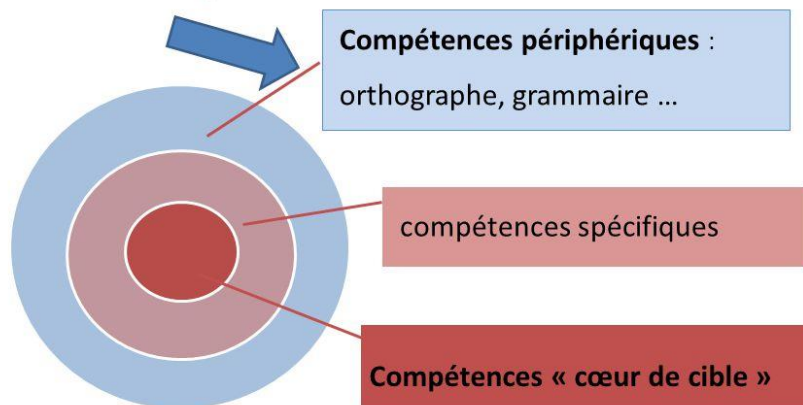 Compétences périphériques :
orthographe, grammaire ...
compétences spécifiques
Compétences « cœur de cible »